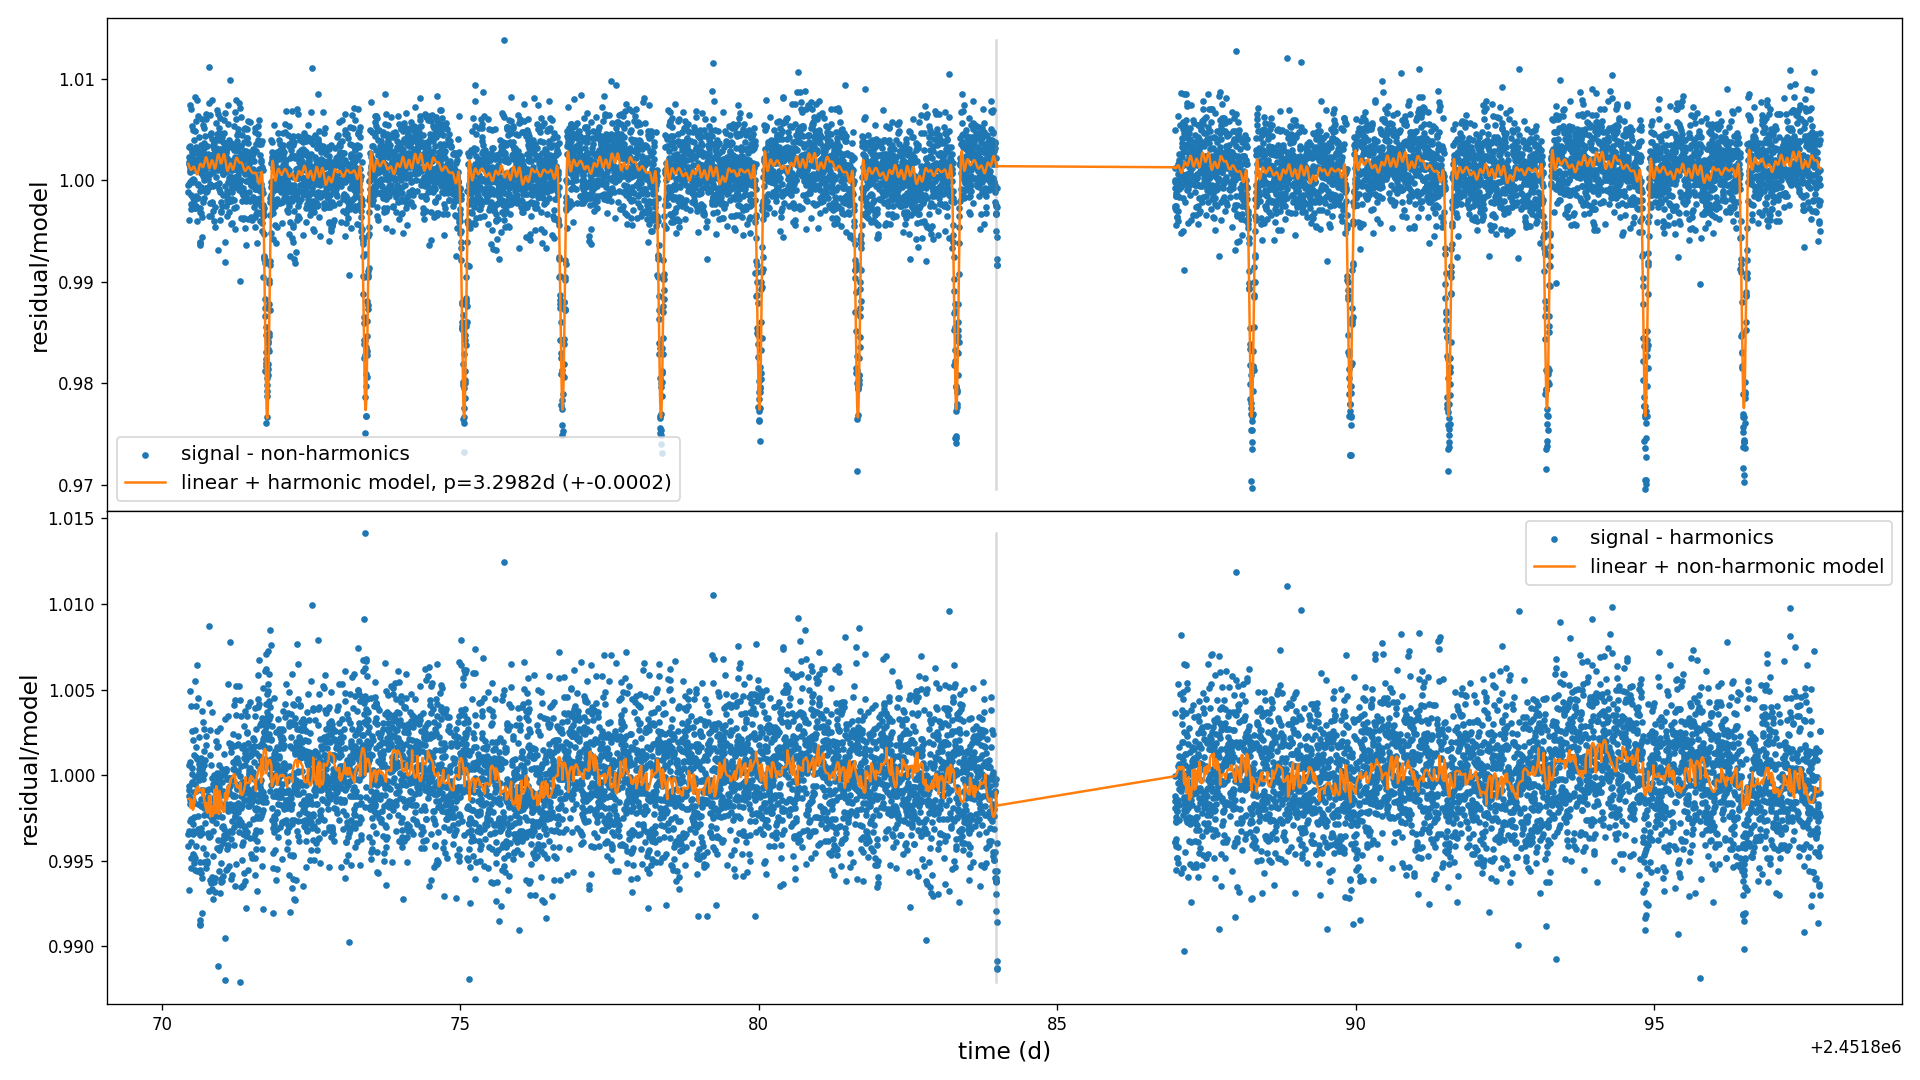 1.01
1.00
0.99
0.98
0.97
residual/model
signal - non-harmonics
linear + harmonic model, p=3.2982d (+-0.0002)
1.015
1.010
1.005
1.000
0.995
0.990
residual/model
signal - harmonics
linear + non-harmonic model
70 75 80 85 90 95
time (d)
+2.4518e6